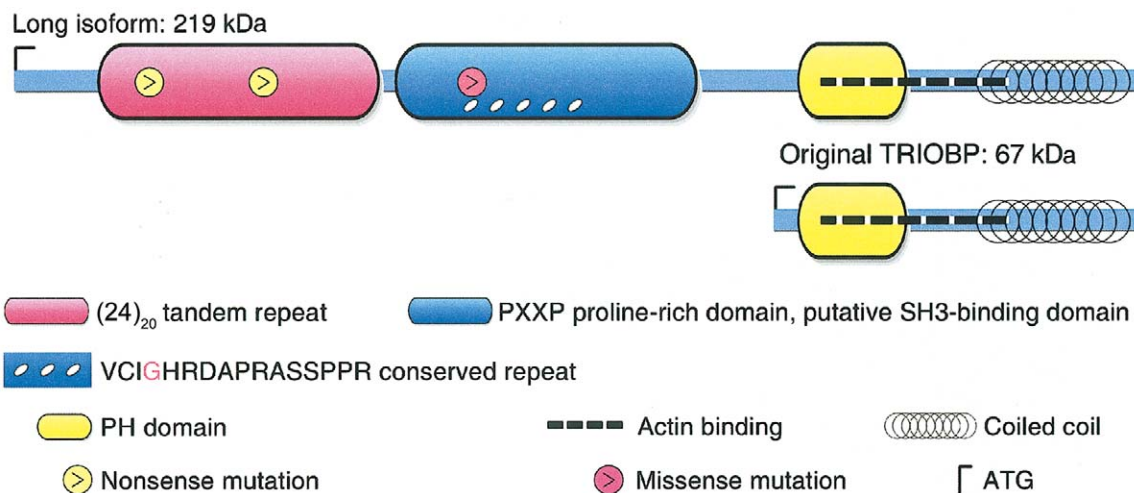 Long isoform: 219 kDa
Original TRIOBP: 67 kDa
(24)₂₀ tandem repeat
PXXP proline-rich domain, putative SH3-binding domain
VCIGHRDAPRASSPPR conserved repeat
PH domain
Actin binding
Coiled coil
Nonsense mutation
Missense mutation
ATG